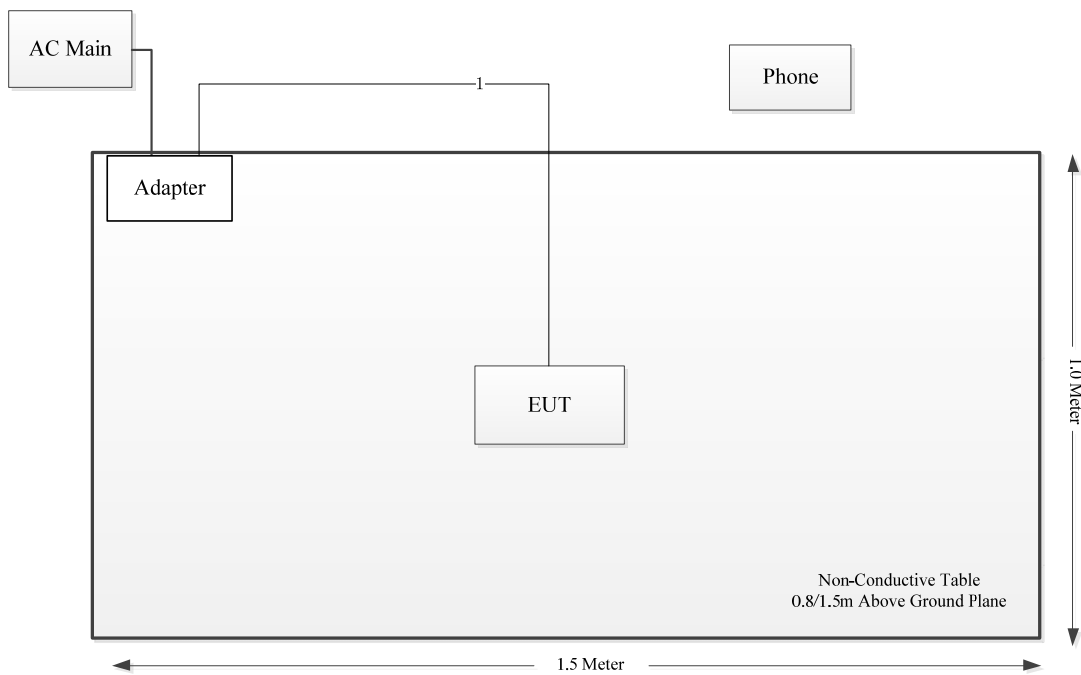 AC Main
Phone
1
Adapter
1.0 Meter
EUT
Non-Conductive Table
0.8/1.5m Above Ground Plane
1.5 Meter